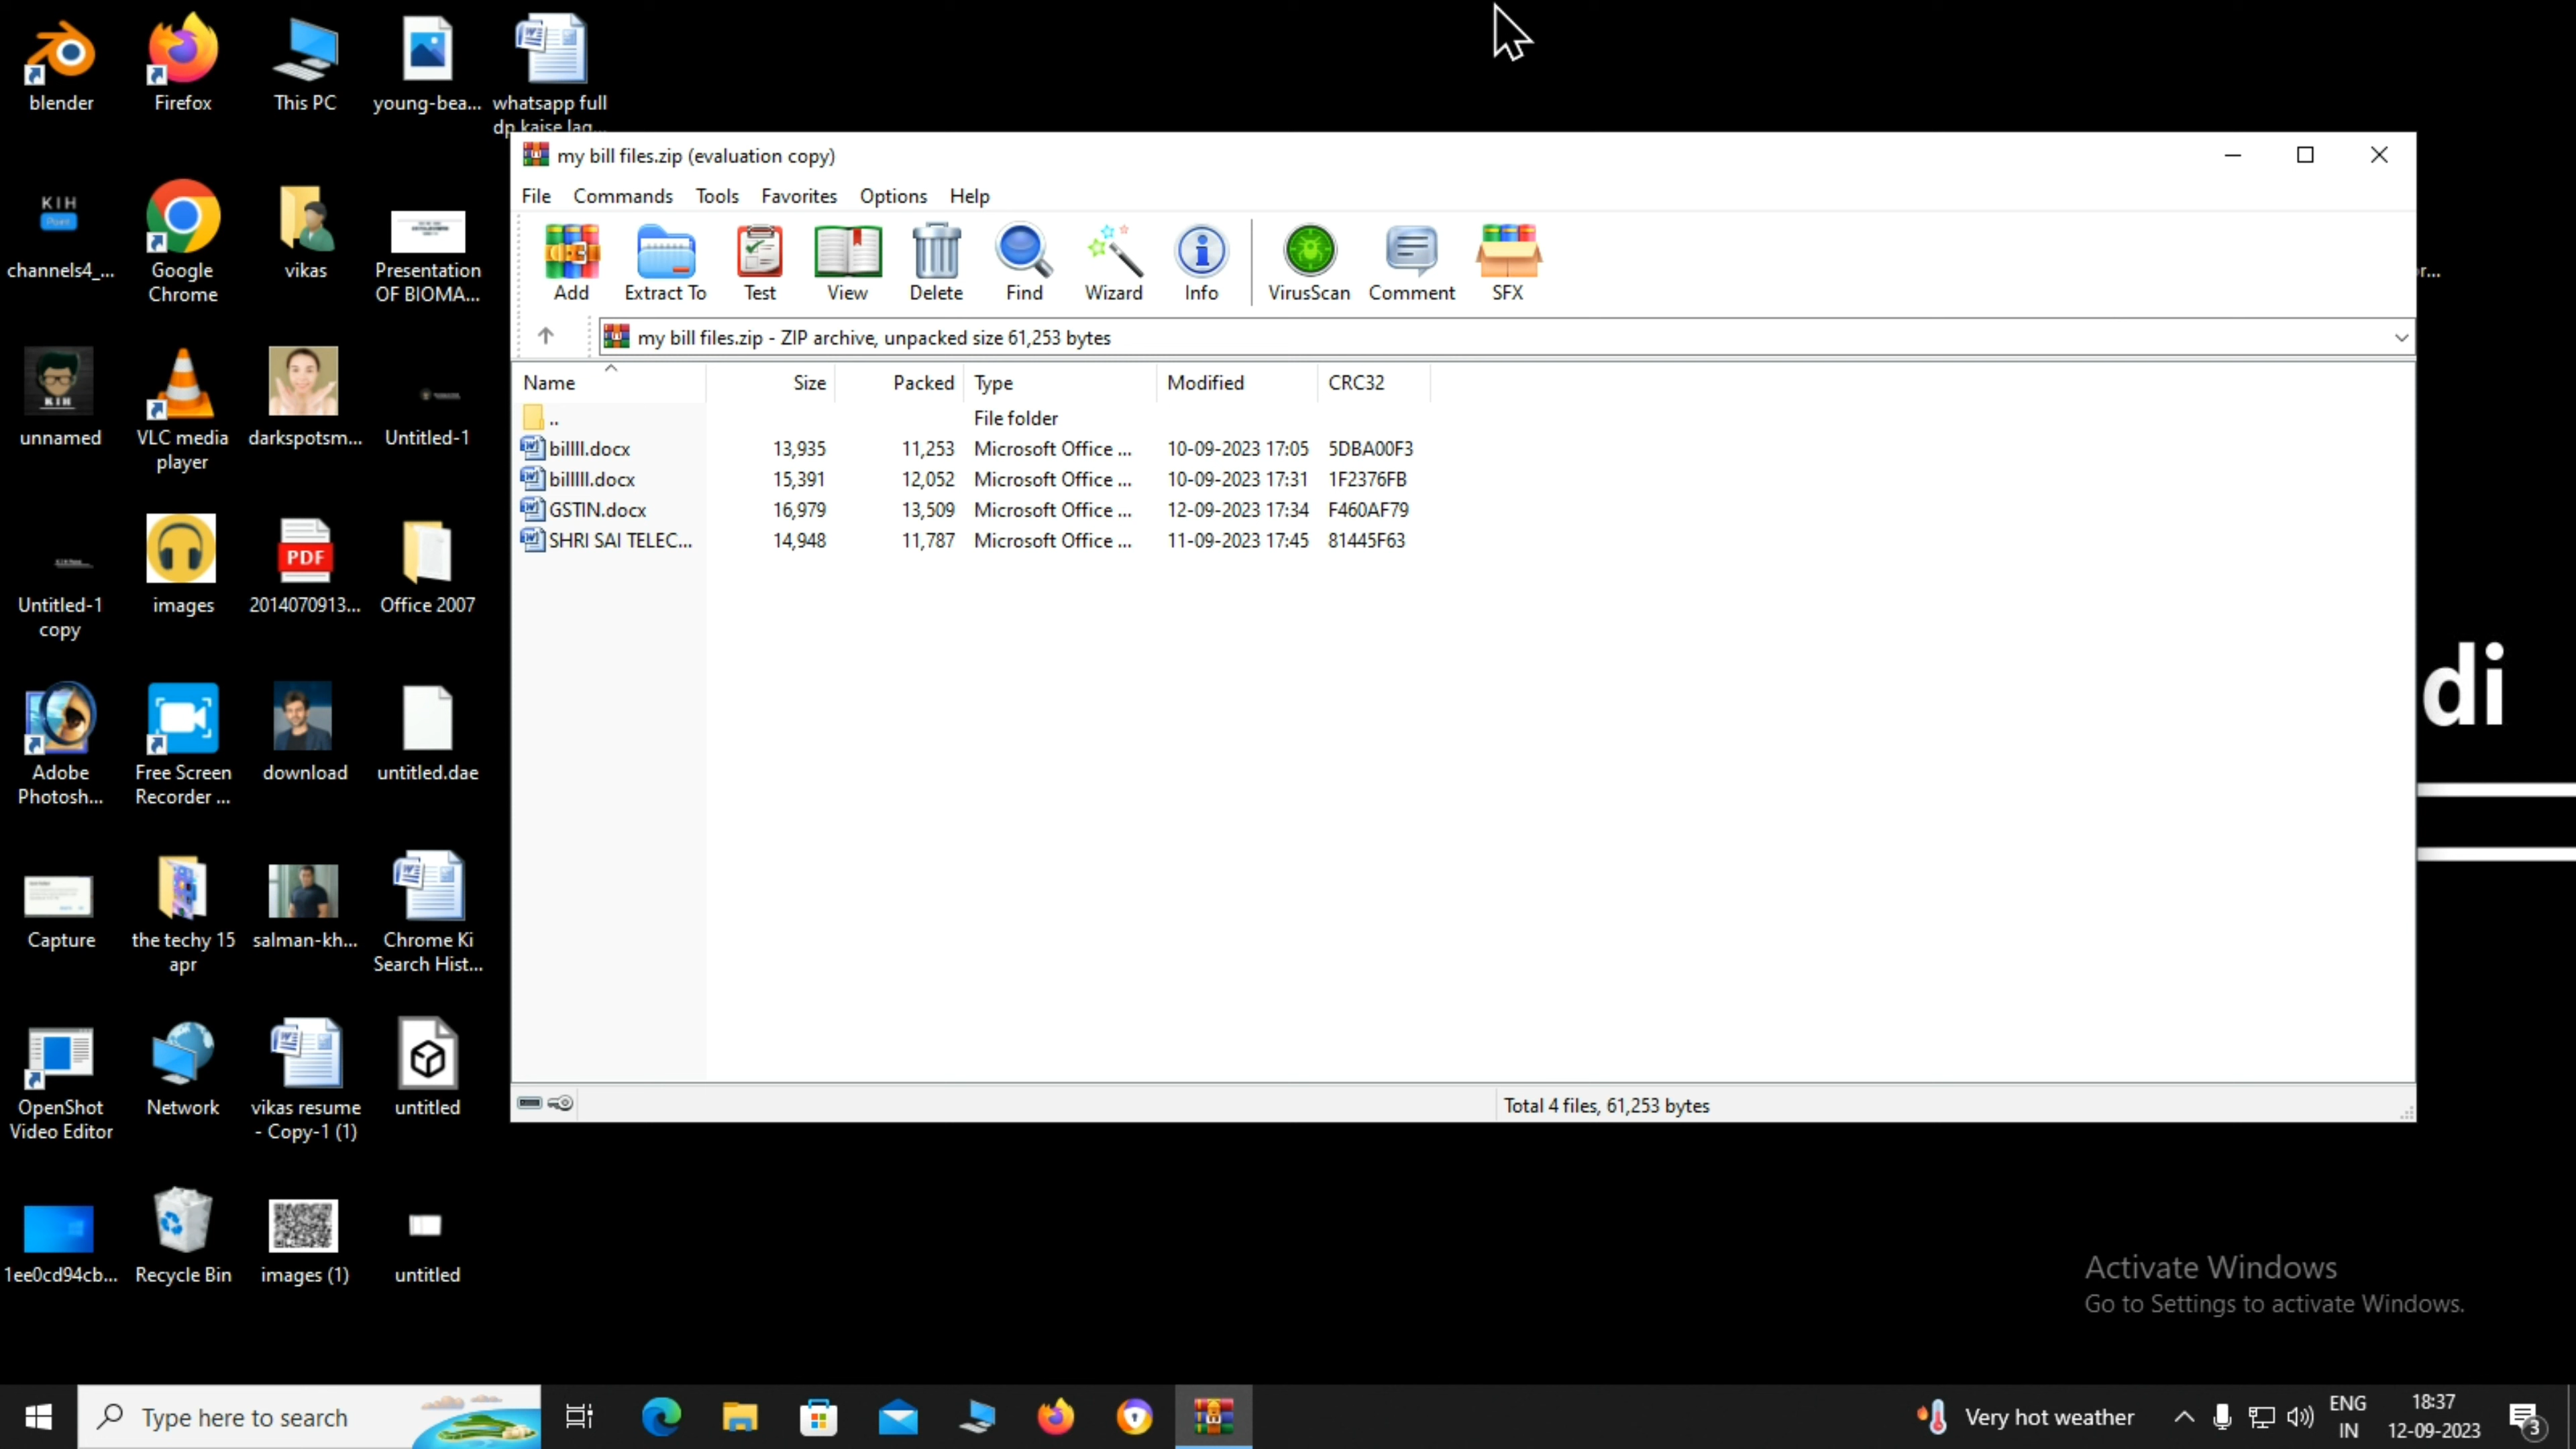 blender
Firefox
This PC
young-bea...
whatsapp full
dp kaise lag...
KIH
Point
channels4_...
Google
Chrome
vikas
Presentation
OF BIOMA...
KIH
unnamed
VLC media
player
darkspotsm...
Untitled-1
Untitled-1
copy
images
PDF
2014070913...
Office 2007
Adobe
Photosh...
Free Screen
Recorder ...
download
untitled.dae
Capture
the techy 15
apr
salman-kh...
Chrome Ki
Search Hist...
OpenShot
Video Editor
Network
vikas resume
- Copy-1 (1)
untitled
1ee0cd94cb...
Recycle Bin
images (1)
untitled
my bill files.zip (evaluation copy)
File Commands Tools Favorites Options Help
Add Extract To Test View Delete Find Wizard Info VirusScan Comment SFX
my bill files.zip - ZIP archive, unpacked size 61,253 bytes
Name Size Packed Type Modified CRC32
.. File folder
billll.docx 13,935 11,253 Microsoft Office ... 10-09-2023 17:05 5DBA00F3
billlll.docx 15,391 12,052 Microsoft Office ... 10-09-2023 17:31 1F2376FB
GSTIN.docx 16,979 13,509 Microsoft Office ... 12-09-2023 17:34 F460AF79
SHRI SAI TELEC... 14,948 11,787 Microsoft Office ... 11-09-2023 17:45 81445F63
Total 4 files, 61,253 bytes
di
Activate Windows
Go to Settings to activate Windows.
Type here to search
Very hot weather
ENG
IN
18:37
12-09-2023
3